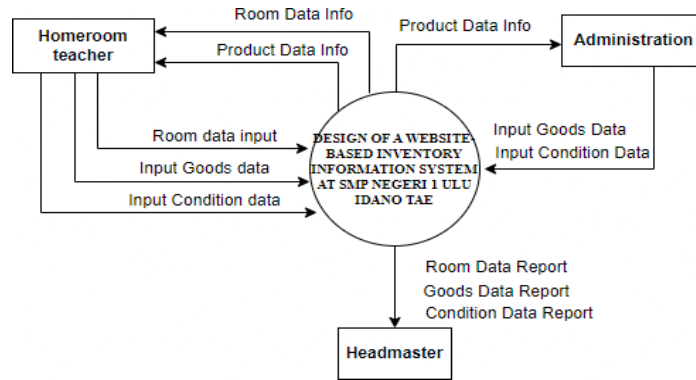 Room Data Info
Homeroom
teacher
Product Data Info
Product Data Info
Administration
Room data input
Input Goods data
Input Condition data
DESIGN OF A WEBSITE-
BASED INVENTORY
INFORMATION SYSTEM
AT SMP NEGERI 1 ULU
IDANO TAE
Input Goods Data
Input Condition Data
Room Data Report
Goods Data Report
Condition Data Report
Headmaster